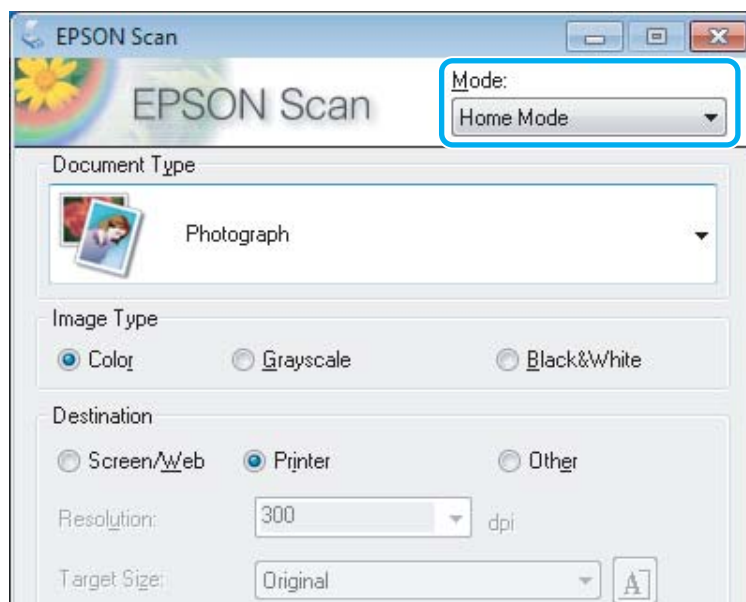 EPSON Scan
EPSON Scan
Mode:
Home Mode
Document Type
Photograph
Image Type
Color Grayscale Black&White
Destination
Screen/Web Printer Other
Resolution: 300 dpi
Target Size: Original A